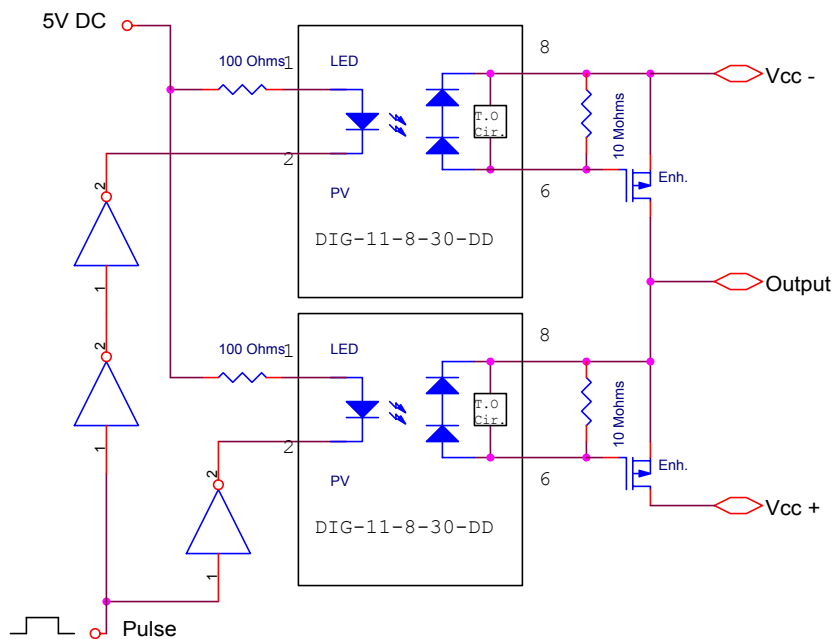 5V DC
100 Ohms
1
LED
8
Vcc -
T.O
Cir.
10 Mohms
2
PV
6
Enh.
DIG-11-8-30-DD
2
1
Output
100 Ohms
1
LED
8
2
T.O
Cir.
10 Mohms
1
2
PV
6
Enh.
2
DIG-11-8-30-DD
Vcc +
1
Pulse